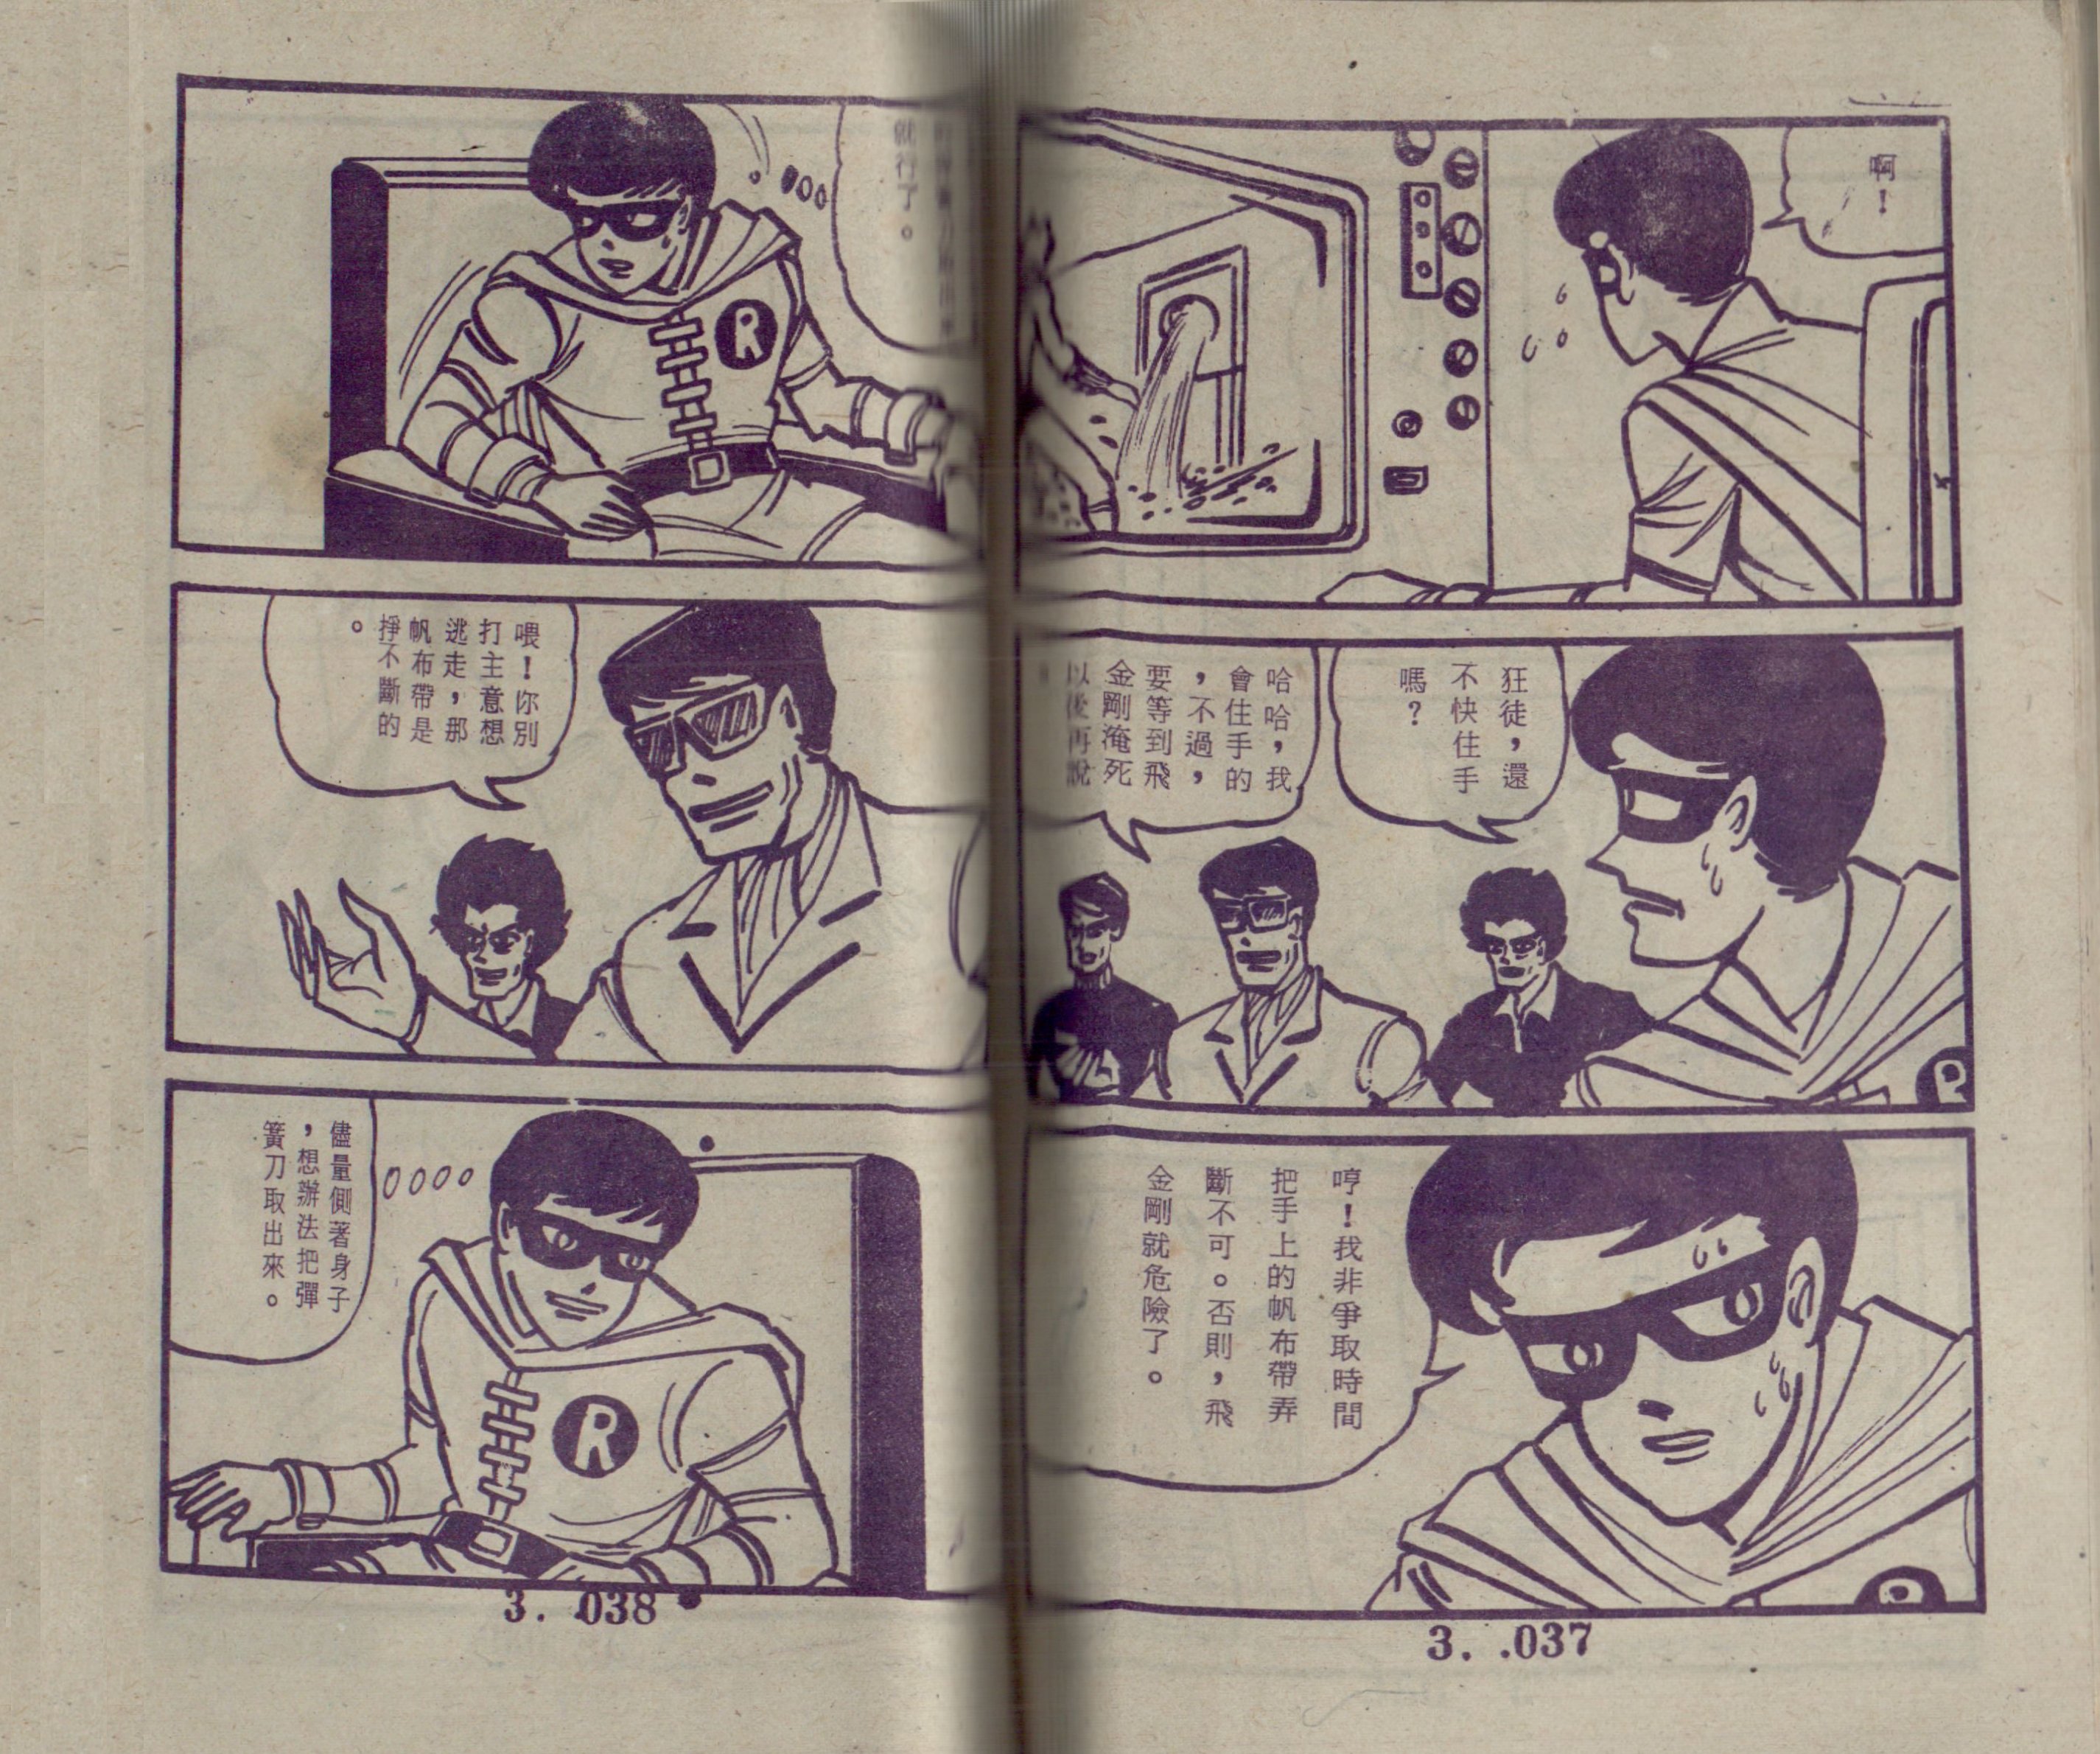 啊！
狂徒，還
不快住手
嗎？
哈哈，我
會住手的
，不過，
要等到飛
金剛淹死
以後再說
。
哼！我非爭取時間
把手上的帆布帶弄
斷不可。否則，飛
金剛就危險了。
R
R
3. .037
就行了。
R
喂！你別
打主意想
逃走，那
帆布帶是
掙不斷的
。
儘量側著身子
，想辦法把彈
簧刀取出來。
R
3. .038